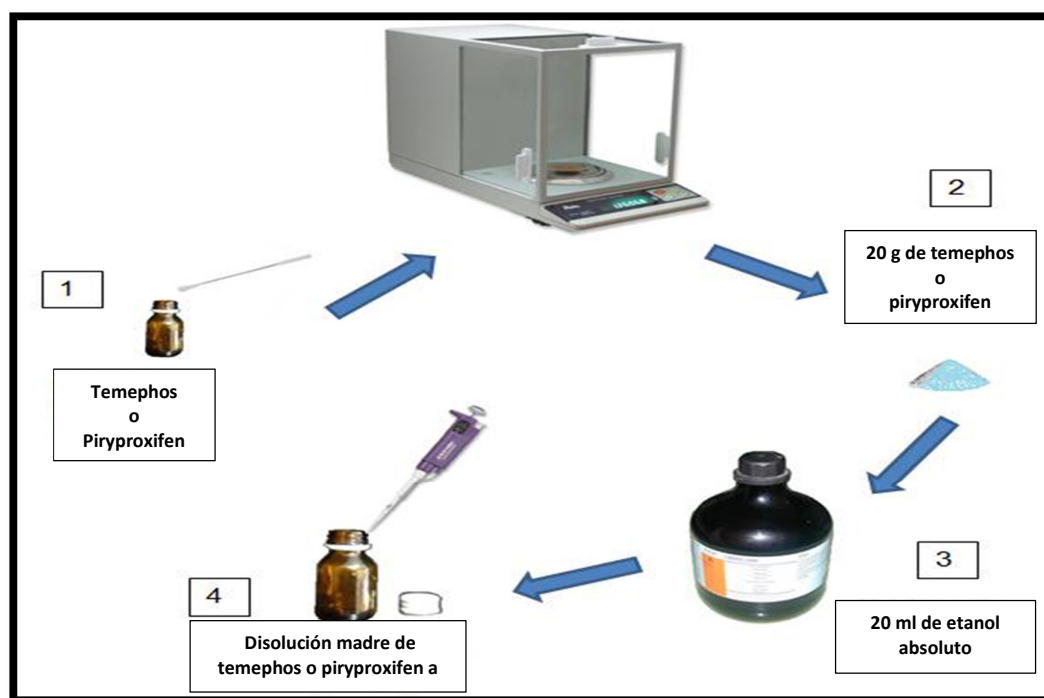 1
Temephos
o
Piryproxifen
2
20 g de temephos
o
piryproxifen
3
20 ml de etanol
absoluto
4
Disolución madre de
temephos o piryproxifen a